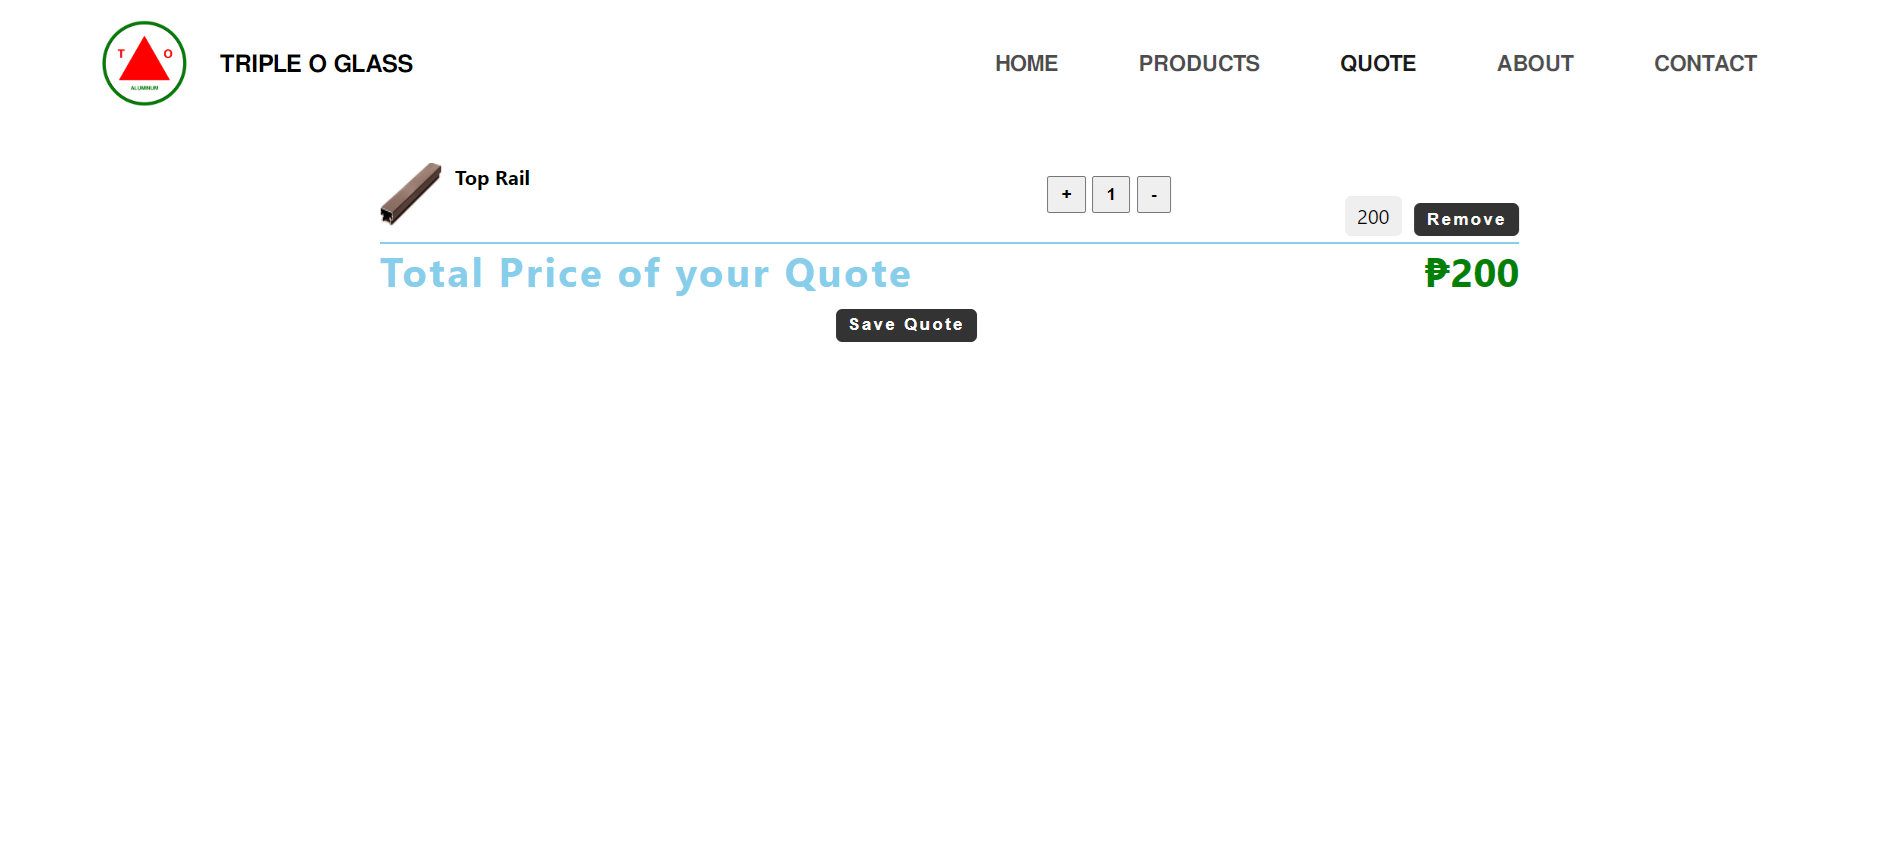 T O
ALUMINUM
TRIPLE O GLASS
HOME PRODUCTS QUOTE ABOUT CONTACT
Top Rail
+ 1 -
200 Remove
Total Price of your Quote ₱200
Save Quote